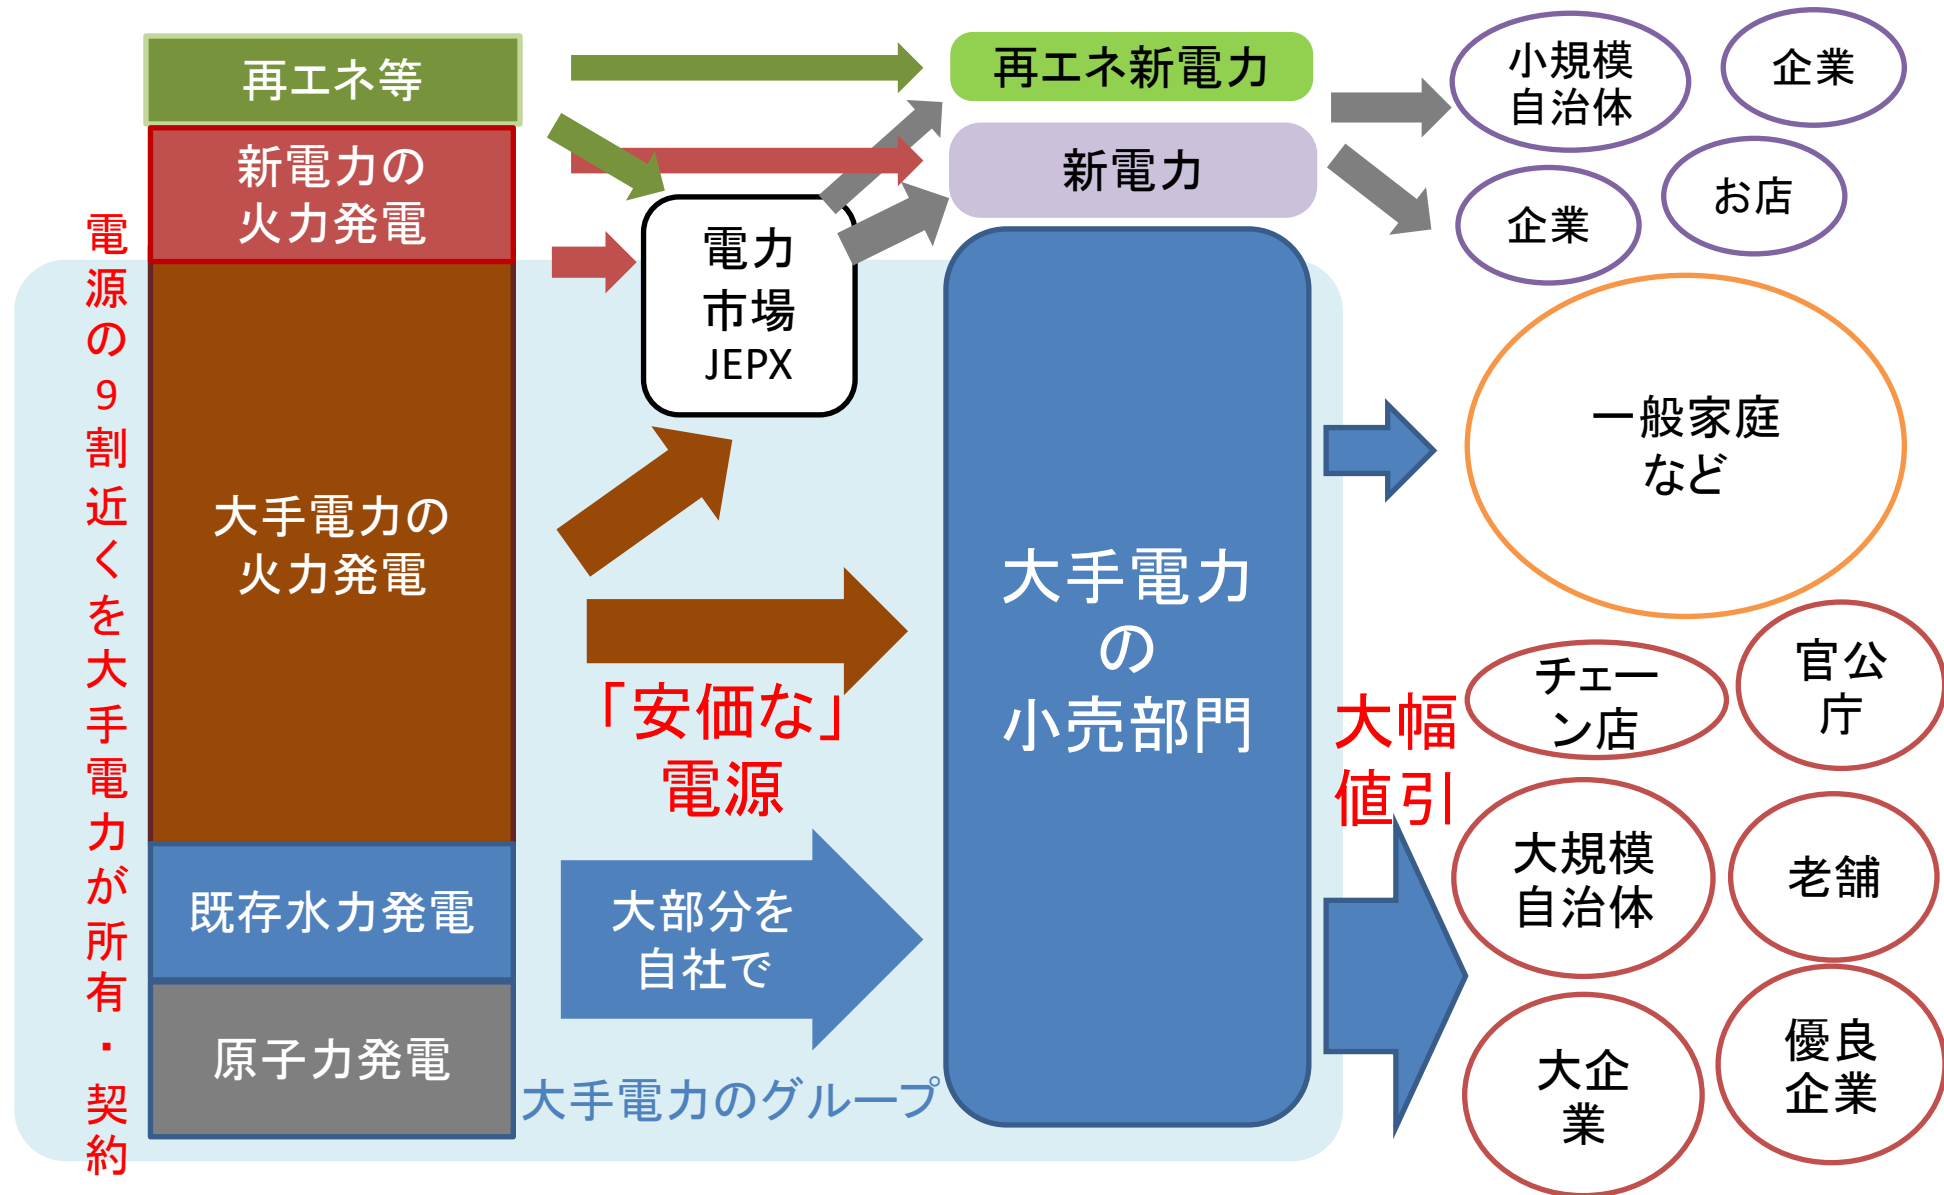 電源の9割近くを大手電力が所有・契約
再エネ等
新電力の
火力発電
大手電力の
火力発電
既存水力発電
原子力発電
電力
市場
JEPX
「安価な」
電源
大部分を
自社で
大手電力のグループ
再エネ新電力
新電力
大手電力
の
小売部門
大幅
値引
小規模
自治体
企業
企業
お店
一般家庭
など
チェー
ン店
官公
庁
大規模
自治体
老舗
大企
業
優良
企業